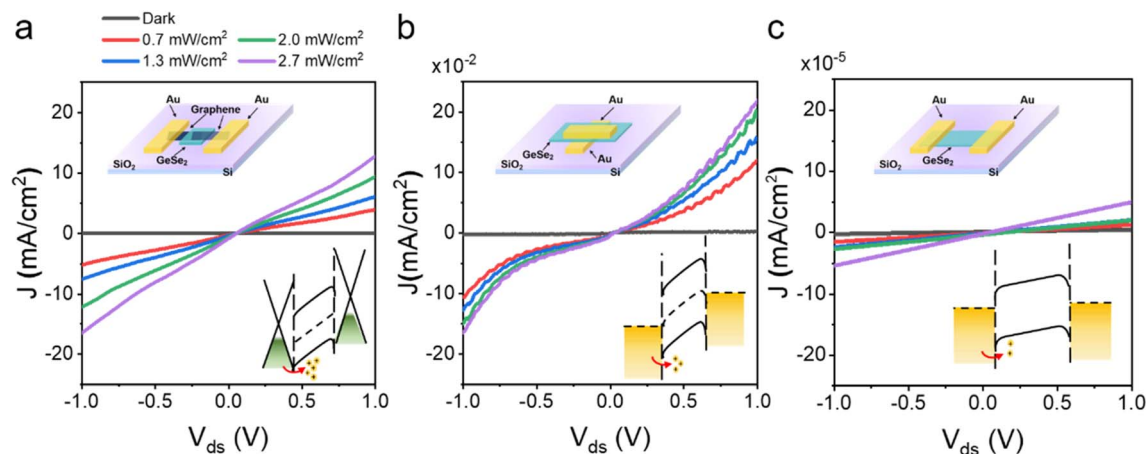 a
Dark
0.7 mW/cm²
2.0 mW/cm²
1.3 mW/cm²
2.7 mW/cm²
J (mA/cm²)
20
10
0
-10
-20
Au
Graphene
Au
SiO₂
GeSe₂
Si
-1.0 -0.5 0.0 0.5 1.0
V_ds (V)
b
x10⁻²
J(mA/cm²)
20
10
0
-10
-20
Au
GeSe₂
Au
SiO₂
Si
-1.0 -0.5 0.0 0.5 1.0
V_ds (V)
c
x10⁻⁵
J (mA/cm²)
20
10
0
-10
-20
Au
Au
SiO₂
GeSe₂
Si
-1.0 -0.5 0.0 0.5 1.0
V_ds (V)